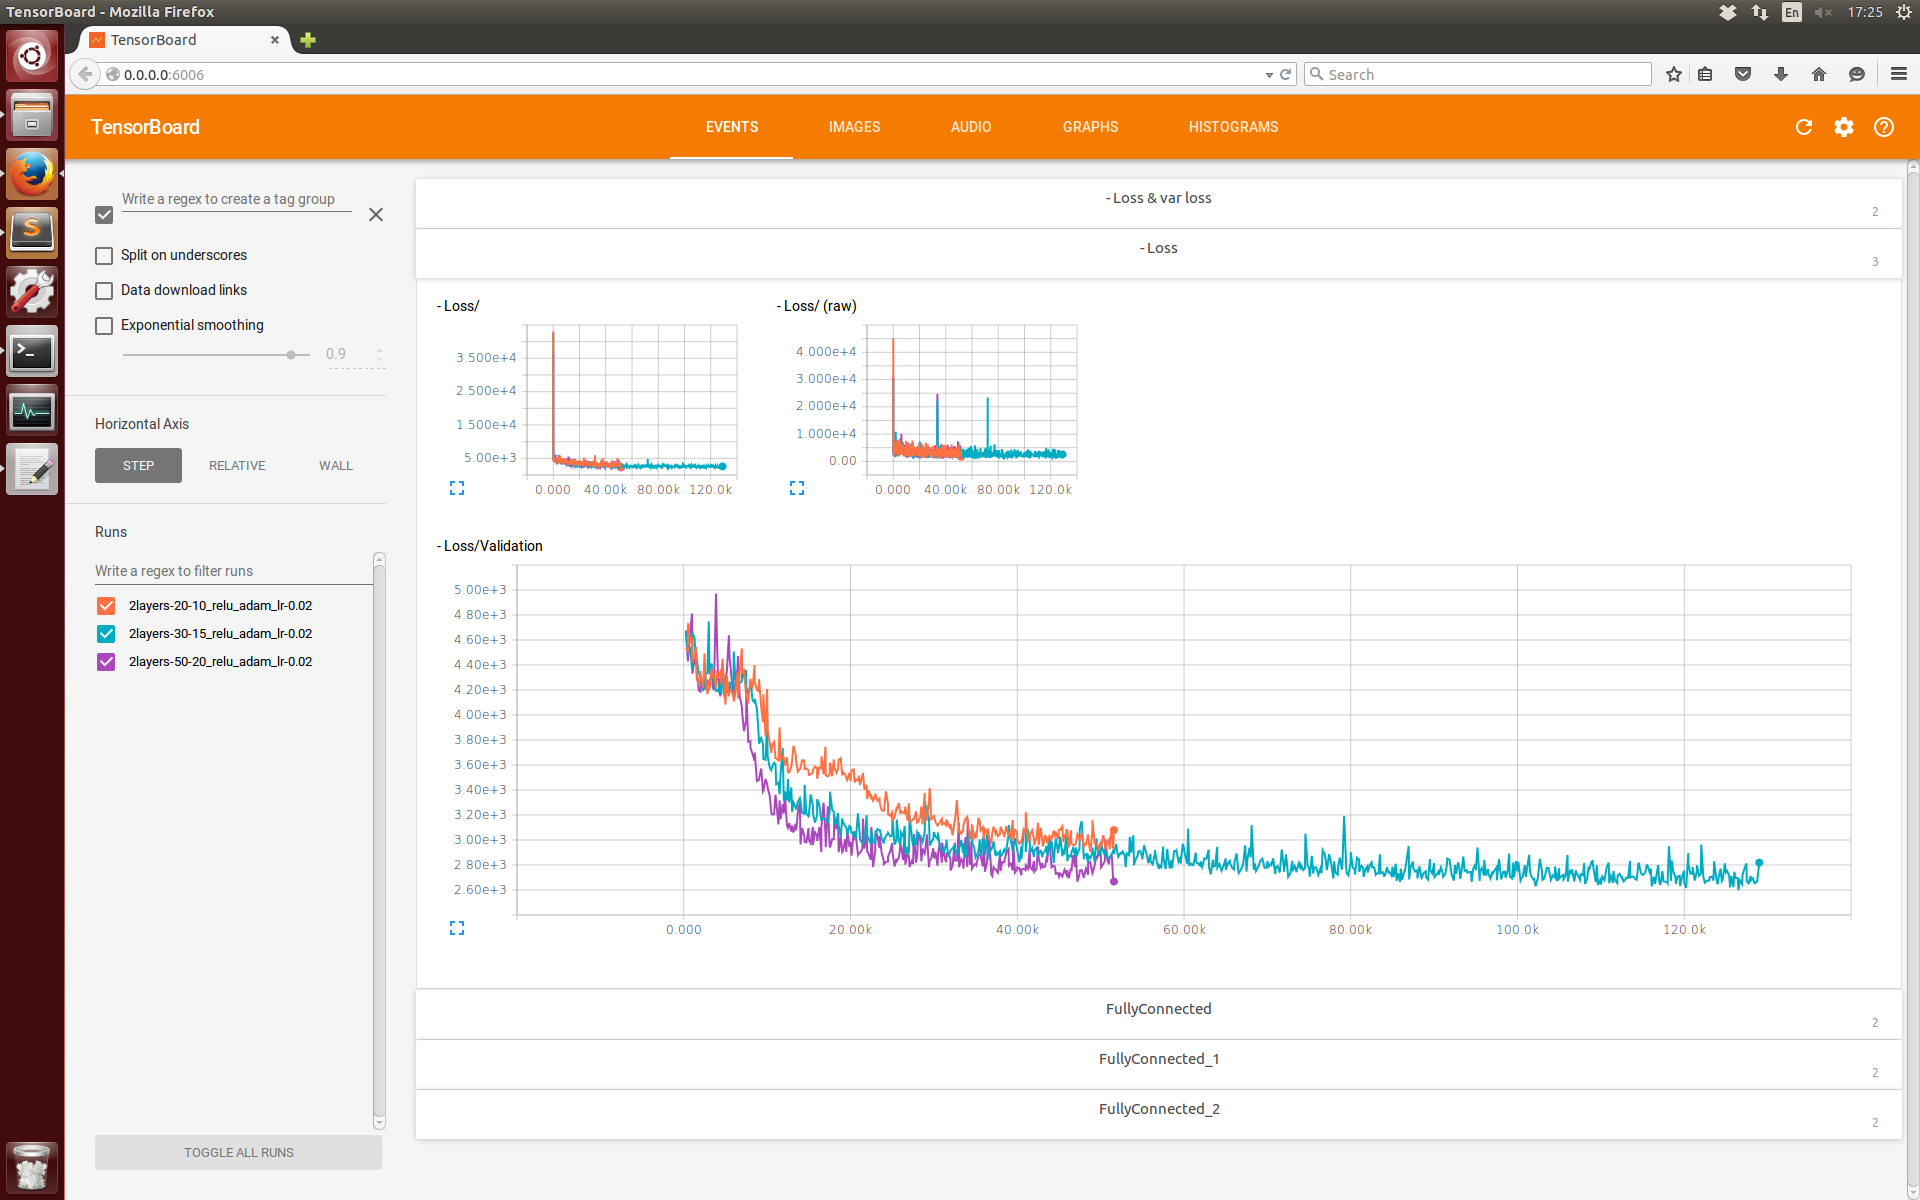 TensorBoard - Mozilla Firefox
En
17:25
TensorBoard
0.0.0.0:6006
Search
TensorBoard
EVENTS
IMAGES
AUDIO
GRAPHS
HISTOGRAMS
Write a regex to create a tag group
Split on underscores
Data download links
Exponential smoothing
0.9
Horizontal Axis
STEP
RELATIVE
WALL
Runs
Write a regex to filter runs
2layers-20-10_relu_adam_lr-0.02
2layers-30-15_relu_adam_lr-0.02
2layers-50-20_relu_adam_lr-0.02
TOGGLE ALL RUNS
- Loss & var loss
2
- Loss
3
- Loss/
3.500e+4
2.500e+4
1.500e+4
5.00e+3
0.000 40.00k 80.00k 120.0k
- Loss/ (raw)
4.000e+4
3.000e+4
2.000e+4
1.000e+4
0.00
0.000 40.00k 80.00k 120.0k
- Loss/Validation
5.00e+3
4.80e+3
4.60e+3
4.40e+3
4.20e+3
4.00e+3
3.80e+3
3.60e+3
3.40e+3
3.20e+3
3.00e+3
2.80e+3
2.60e+3
0.000 20.00k 40.00k 60.00k 80.00k 100.0k 120.0k
FullyConnected
2
FullyConnected_1
2
FullyConnected_2
2